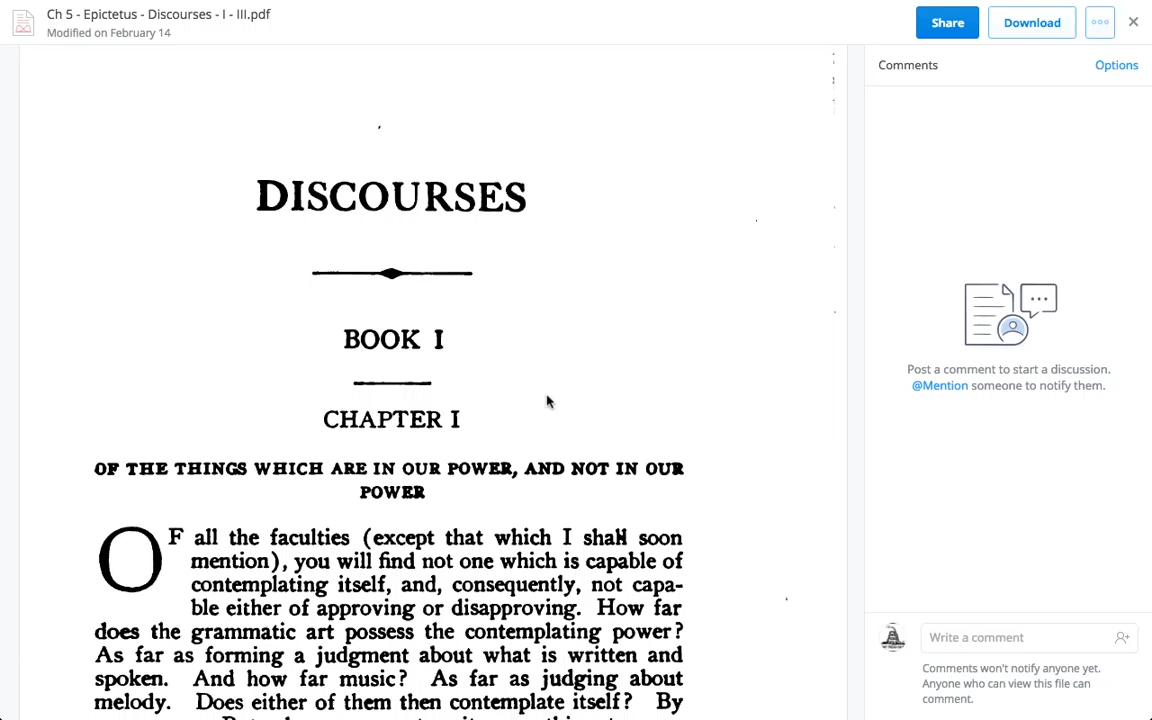 Ch 5 - Epictetus - Discourses - I - III.pdf
Modified on February 14
Share
Download
Comments
Options
DISCOURSES
BOOK I
CHAPTER I
OF THE THINGS WHICH ARE IN OUR POWER, AND NOT IN OUR
POWER
OF all the faculties (except that which I shall soon
mention), you will find not one which is capable of
contemplating itself, and, consequently, not capa-
ble either of approving or disapproving. How far
does the grammatic art possess the contemplating power?
As far as forming a judgment about what is written and
spoken. And how far music? As far as judging about
melody. Does either of them then contemplate itself? By
Post a comment to start a discussion.
@Mention someone to notify them.
Write a comment
Comments won't notify anyone yet.
Anyone who can view this file can
comment.